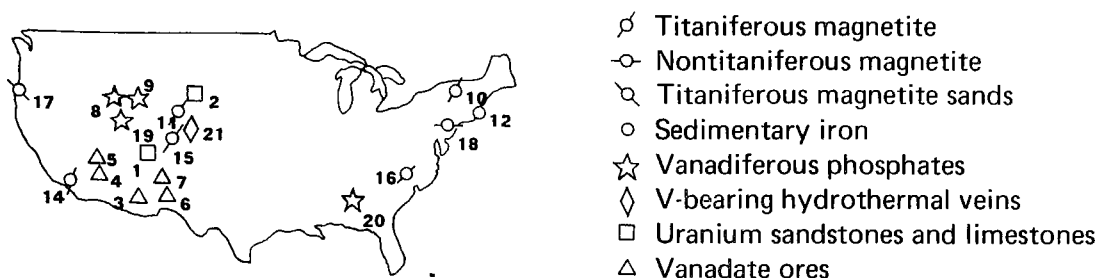 9
8
2
17
10
11
12
19
21
18
5
1
15
4
7
16
14
3
6
20
Titaniferous magnetite
Nontitaniferous magnetite
Titaniferous magnetite sands
Sedimentary iron
Vanadiferous phosphates
V-bearing hydrothermal veins
Uranium sandstones and limestones
Vanadate ores